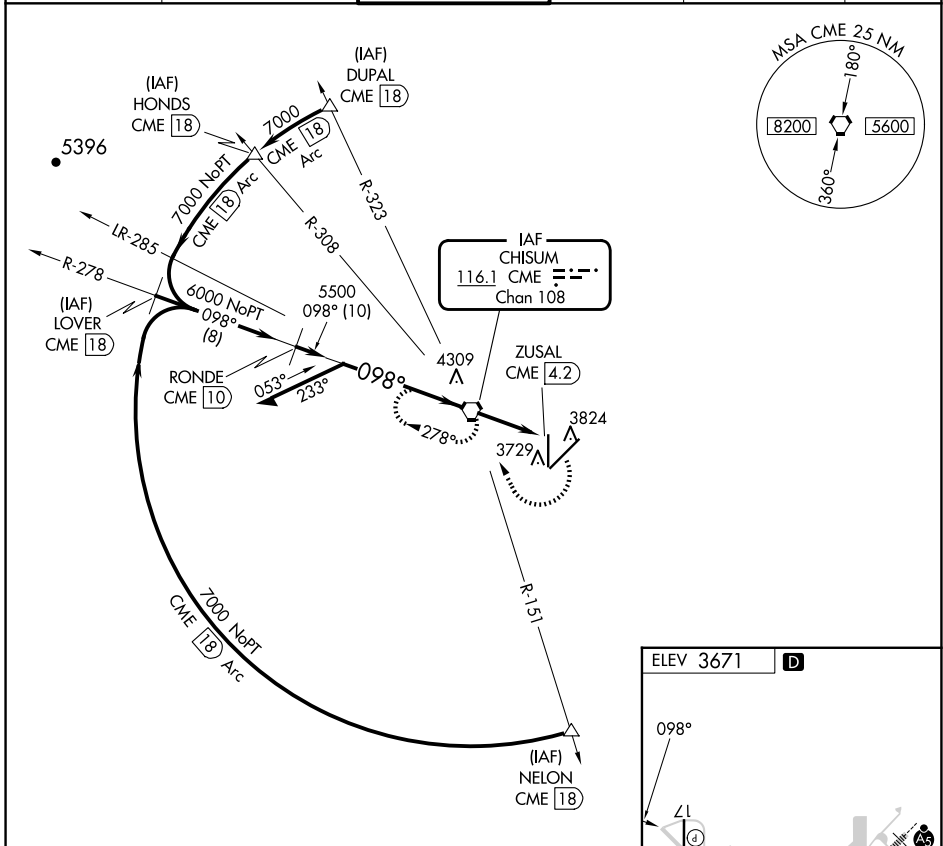 MSA CME 25 NM
180°
8200
5600
360°
(IAF)
DUPAL
CME 18
(IAF)
HONDS
CME 18
7000
CME 18
Arc
5396
7000 NoPT
CME 18 Arc
R-323
R-308
LR-285
R-278
IAF
CHISUM
116.1 CME
Chan 108
(IAF)
LOVER
CME 18
6000 NoPT
098°
(8)
5500
098° (10)
RONDE
CME 10
053°
233°
098°
4309
ZUSAL
CME 4.2
278°
3729
3824
R-151
7000 NoPT
CME 18 Arc
(IAF)
NELON
CME 18
ELEV 3671
D
098°
17
P
A5